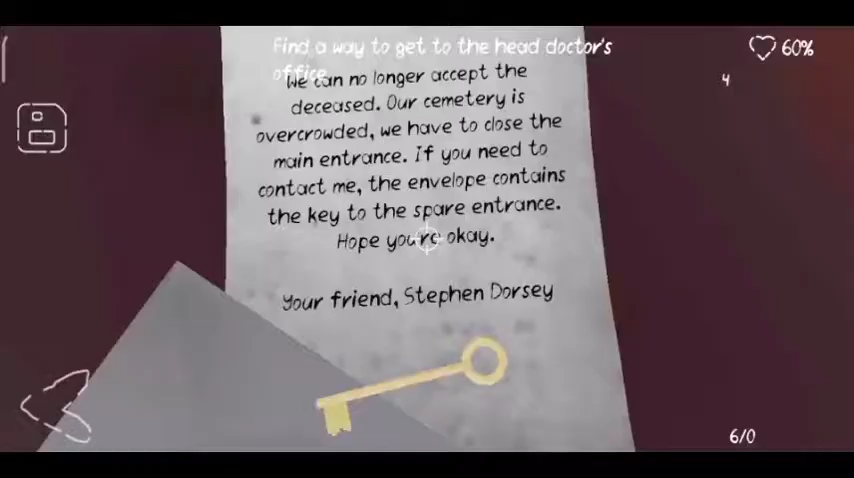 Find a way to get to the head doctor's
office
60%
4
We can no longer accept the
deceased. Our cemetery is
overcrowded, we have to close the
main entrance. If you need to
contact me, the envelope contains
the key to the spare entrance.
Hope you're okay.
Your friend, Stephen Dorsey
6/0